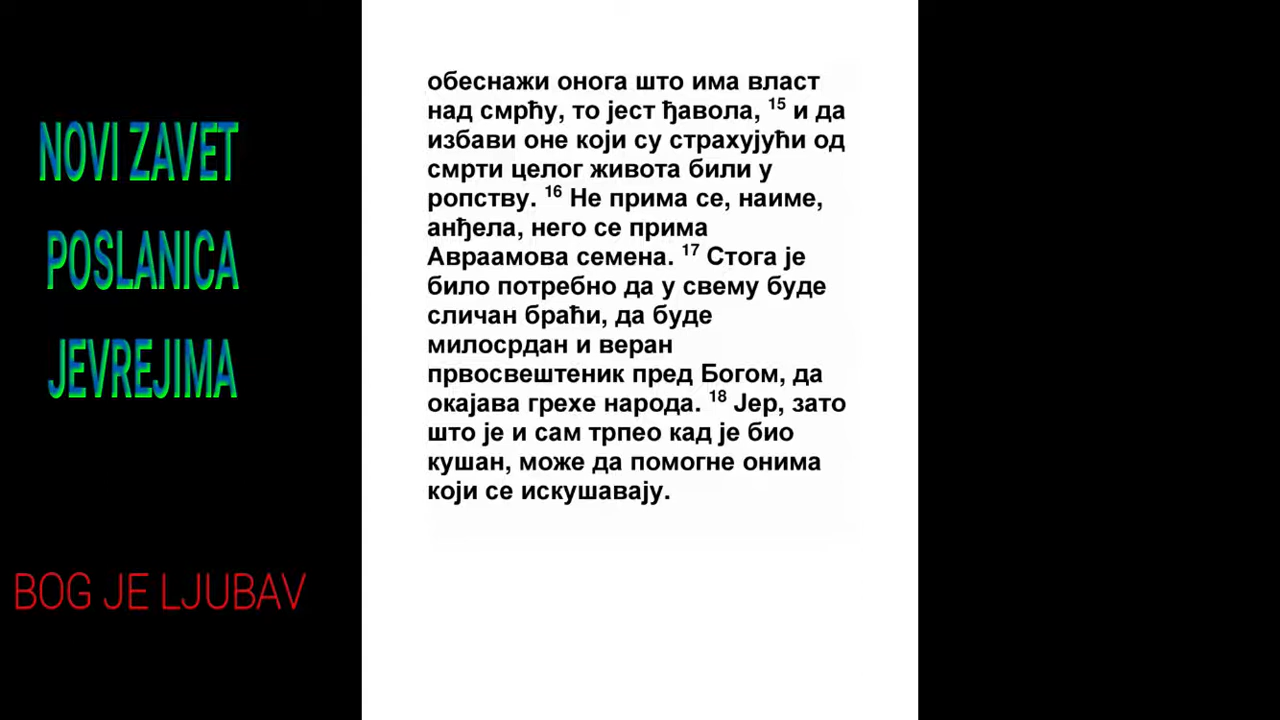 NOVI ZAVET
POSLANICA
JEVREJIMA
BOG JE LJUBAV
обеснажи онога што има власт
над смрћу, то јест ђавола, 15 и да
избави оне који су страхујући од
смрти целог живота били у
ропству. 16 Не прима се, наиме,
анђела, него се прима
Авраамова семена. 17 Стога је
било потребно да у свему буде
сличан браћи, да буде
милосрдан и веран
првосвештеник пред Богом, да
окајава грехе народа. 18 Јер, зато
што је и сам трпео кад је био
кушан, може да помогне онима
који се искушавају.